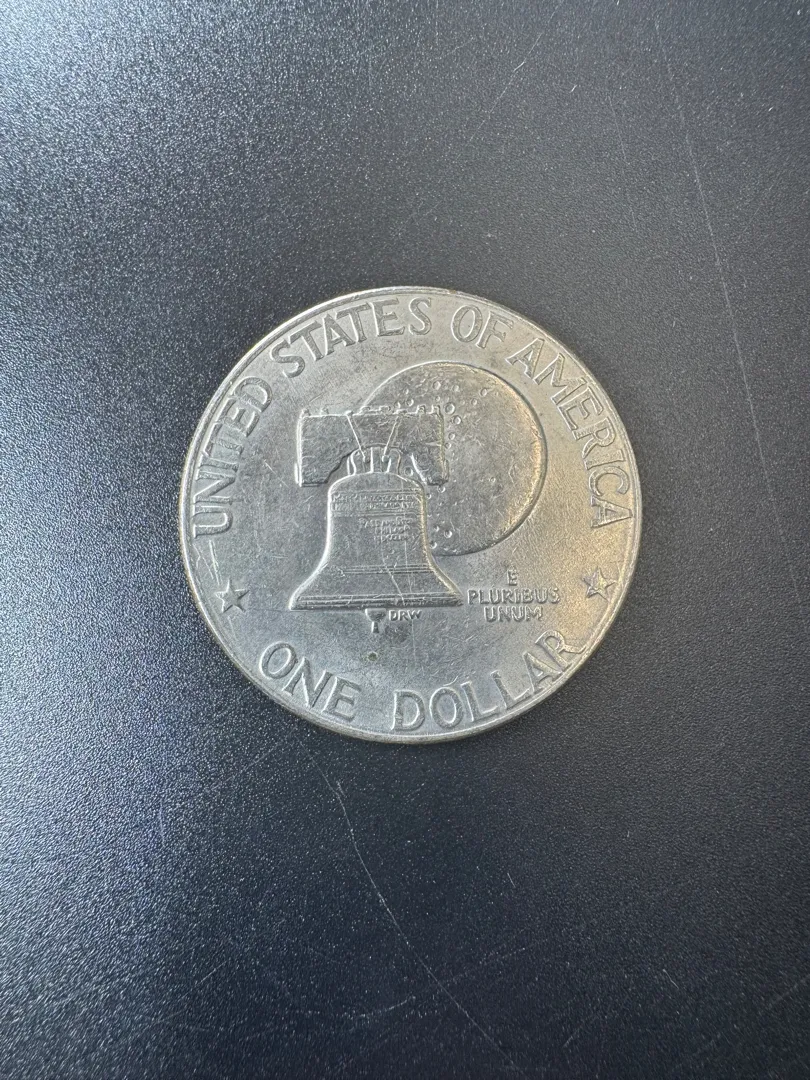 UNITED STATES OF AMERICA
E
PLURIBUS
UNUM
DRW
ONE DOLLAR